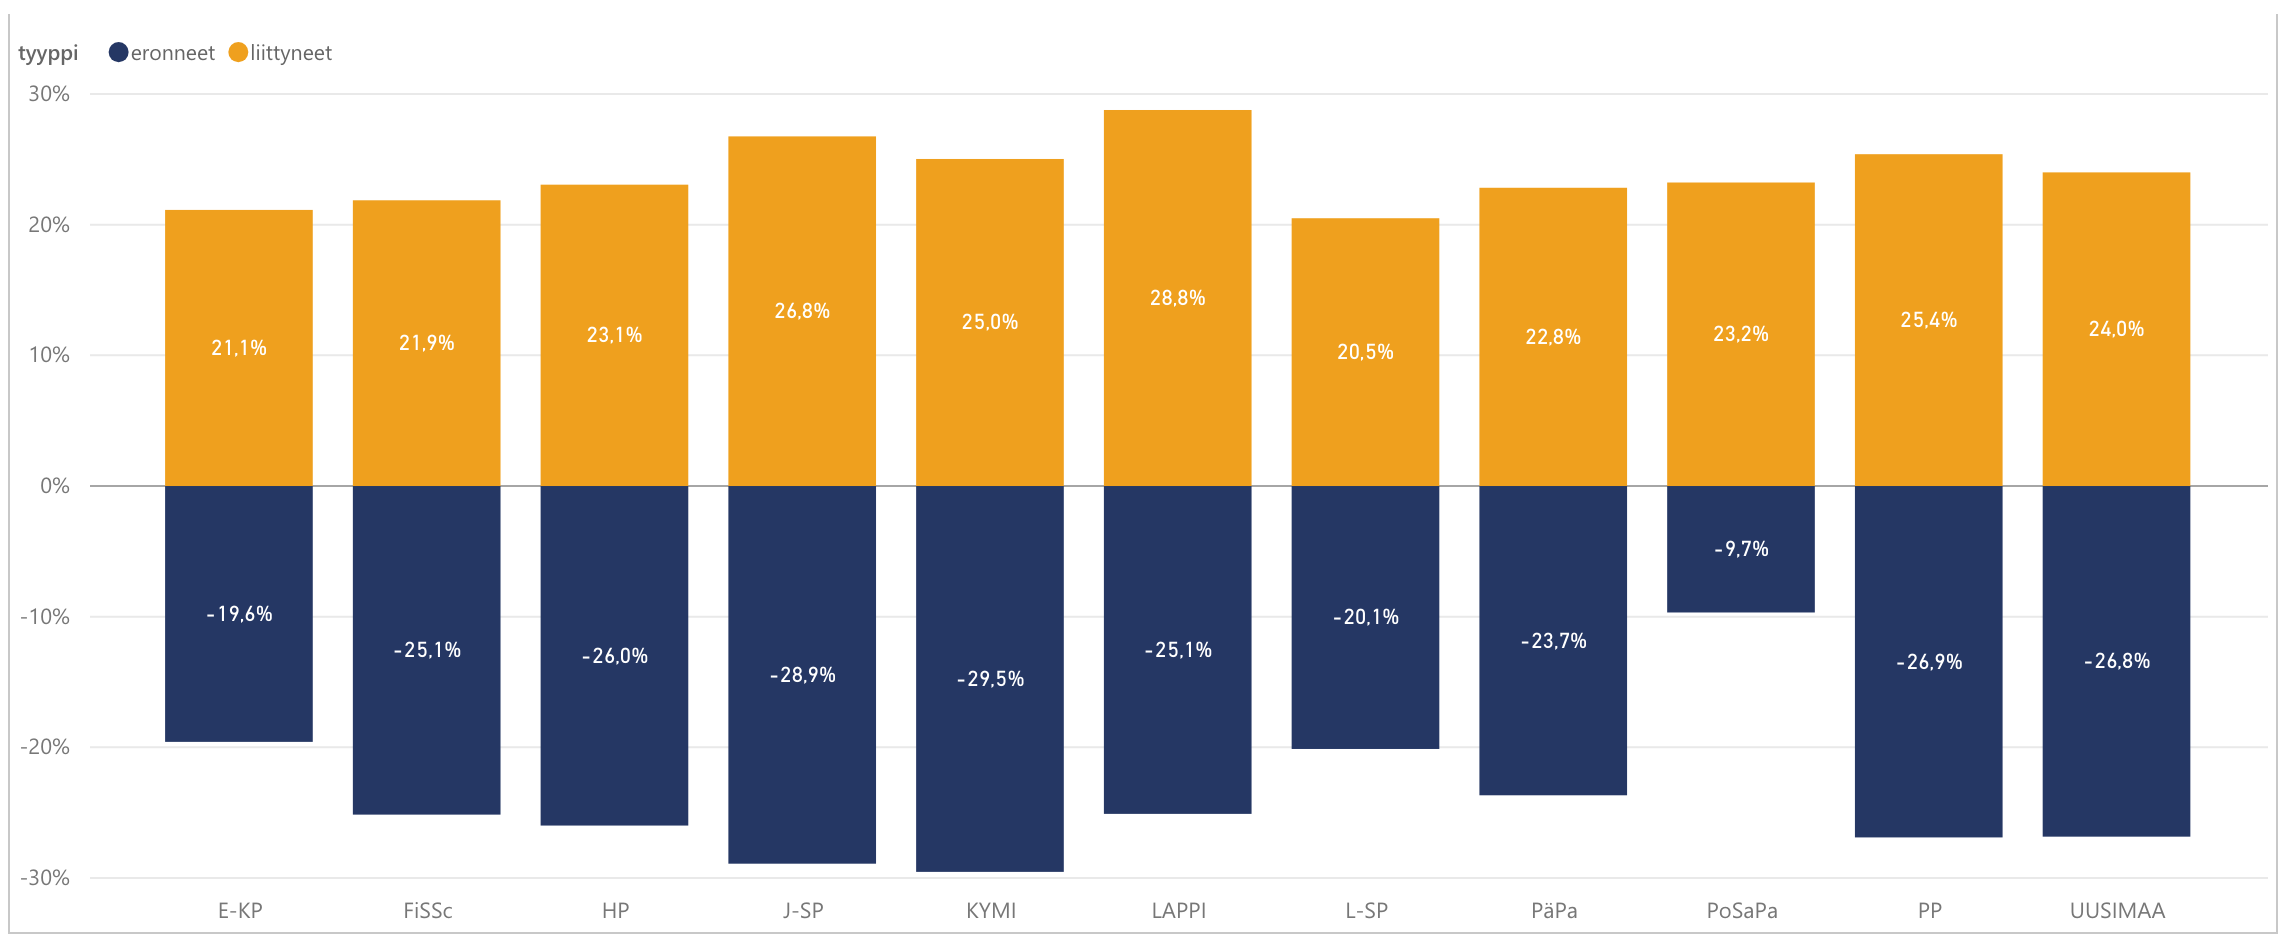 tyyppi eronneet liittyneet
30%
20%
10%
0%
-10%
-20%
-30%
21,1% 21,9% 23,1% 26,8% 25,0% 28,8% 20,5% 22,8% 23,2% 25,4% 24,0%
-19,6% -25,1% -26,0% -28,9% -29,5% -25,1% -20,1% -23,7% -9,7% -26,9% -26,8%
E-KP FiSSc HP J-SP KYMI LAPPI L-SP PäPa PoSaPa PP UUSIMAA